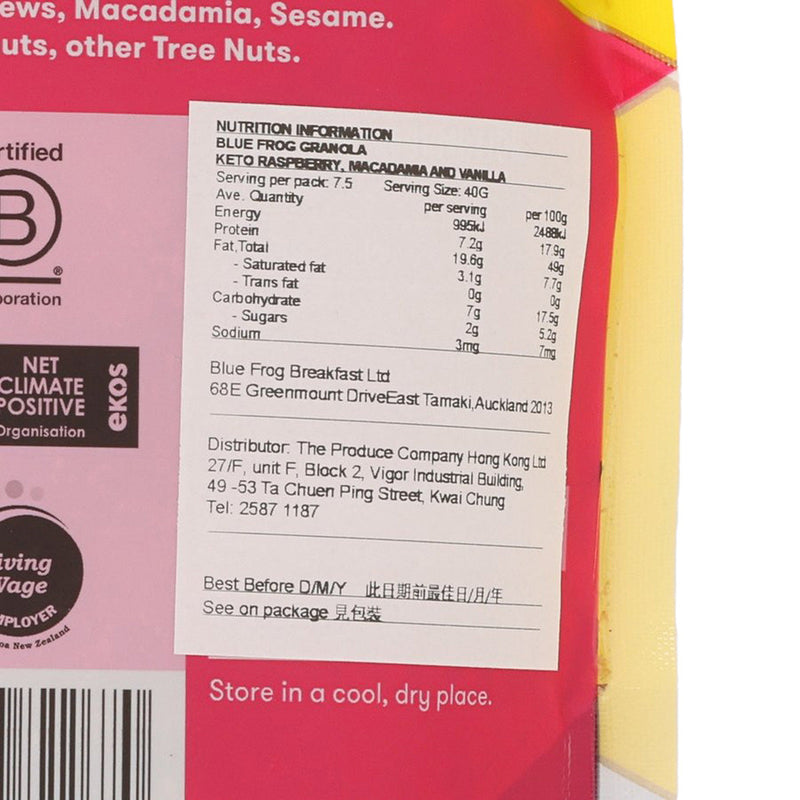 ews, Macadamia, Sesame.
uts, other Tree Nuts.
rtified
B
®
poration
NET
CLIMATE
POSITIVE
Organisation
ekos
iving
Wage
MPLOYER
oa New Zealand
NUTRITION INFORMATION
BLUE FROG GRANOLA
KETO RASPBERRY, MACADAMIA AND VANILLA
Serving per pack: 7.5 Serving Size: 40G
Ave. Quantity per serving per 100g
Energy 995kJ 2488kJ
Protein 7.2g 17.9g
Fat,Total 19.6g 49g
- Saturated fat 3.1g 7.7g
- Trans fat 0g 0g
Carbohydrate 7g 17.5g
- Sugars 2g 5.2g
Sodium 3mg 7mg
Blue Frog Breakfast Ltd
68E Greenmount DriveEast Tamaki,Auckland 2013
Distributor: The Produce Company Hong Kong Ltd
27/F, unit F, Block 2, Vigor Industrial Building,
49 -53 Ta Chuen Ping Street, Kwai Chung
Tel: 2587 1187
Best Before D/M/Y 此日期前最佳日/月/年
See on package 見包裝
Store in a cool, dry place.